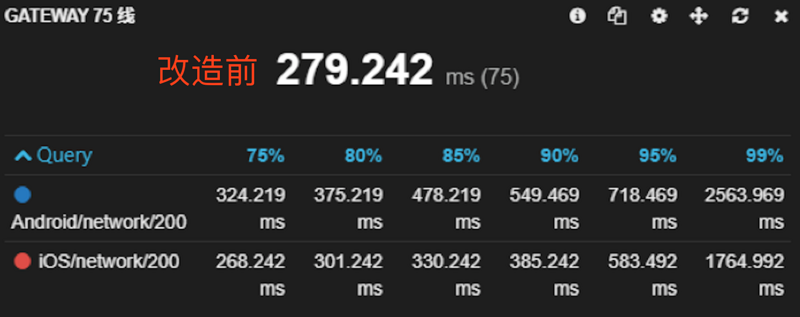 GATEWAY 75 线
改造前 279.242 ms (75)
Query 75% 80% 85% 90% 95% 99%
324.219 375.219 478.219 549.469 718.469 2563.969
Android/network/200 ms ms ms ms ms ms
iOS/network/200 268.242 301.242 330.242 385.242 583.492 1764.992
ms ms ms ms ms ms